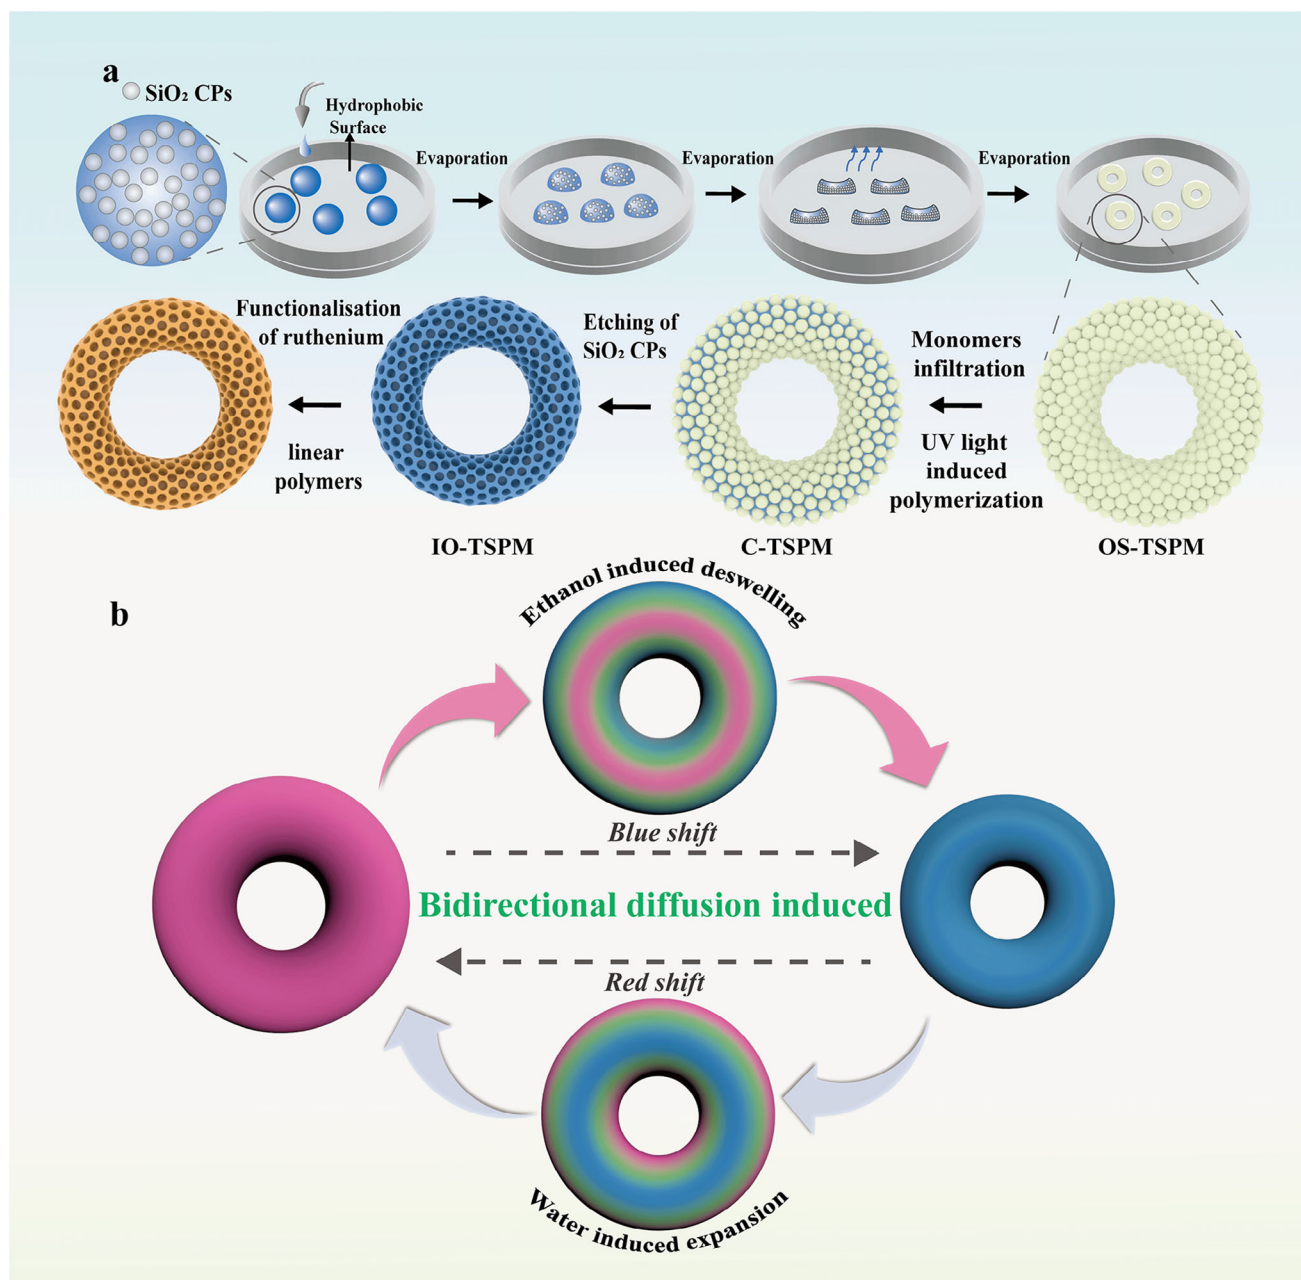 a
SiO₂ CPs
Hydrophobic
Surface
Evaporation
Evaporation
Evaporation
Functionalisation
of ruthenium
linear
polymers
Etching of
SiO₂ CPs
Monomers
infiltration
UV light
induced
polymerization
IO-TSPM
C-TSPM
OS-TSPM
b
Ethanol induced deswelling
Blue shift
Bidirectional diffusion induced
Red shift
Water induced expansion